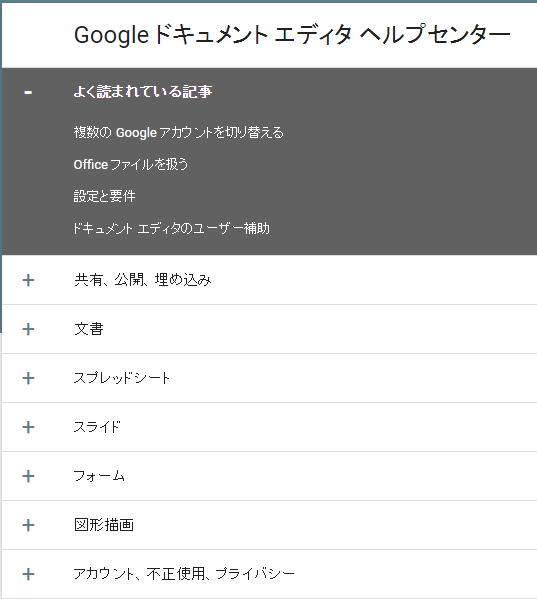 Google ドキュメント エディタ ヘルプセンター
- よく読まれている記事
複数の Google アカウントを切り替える
Office ファイルを扱う
設定と要件
ドキュメント エディタのユーザー補助
+ 共有、公開、埋め込み
+ 文書
+ スプレッドシート
+ スライド
+ フォーム
+ 図形描画
+ アカウント、不正使用、プライバシー